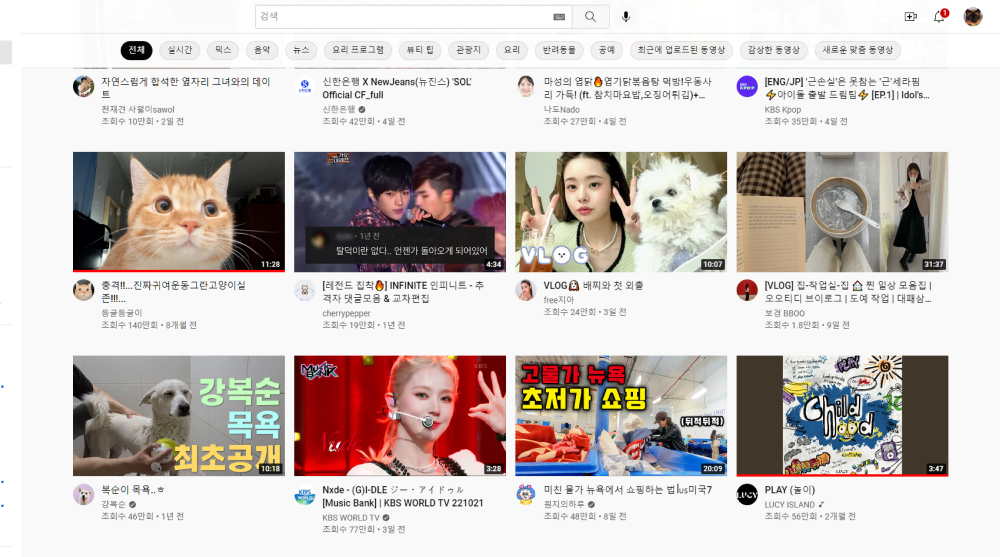 검색
1
전체 실시간 믹스 음악 뉴스 요리 프로그램 뷰티 팁 관광지 요리 반려동물 공예 최근에 업로드된 동영상 감상한 동영상 새로운 맞춤 동영상
자연스럽게 합석한 옆자리 그녀와의 데이
트
천재견 사월이sawol
조회수 10만회 • 2일 전
신한은행 X NewJeans(뉴진스) 'SOL'
Official CF_full
신한은행
조회수 42만회 • 4일 전
마성의 염닭🔥염기닭볶음탕 먹방!우동사
리 가득! (ft. 참치마요밥,오징어튀김)+...
나도Nado
조회수 27만회 • 4일 전
[ENG/JP] '근손실'은 못참는 '근'세라핌
⚡아이돌 출발 드림팀⚡ [EP.1] | Idol's...
KBS Kpop
조회수 35만회 • 4일 전
11:28
충격!!...진짜귀여운동그란고양이실
존!!!...
동글동글이
조회수 140만회 • 8개월 전
1년 전
탈덕이란 없다.. 언젠가 돌아오게 되어있어
4:34
[레전드 집착🔥] INFINITE 인피니트 - 추
격자 댓글모음 & 교차편집
cherrypepper
조회수 19만회 • 1년 전
VLOG
10:07
VLOG 배찌와 첫 외출
free지아
조회수 24만회 • 3일 전
31:37
[VLOG] 집-작업실-집 🏠 찐 일상 모음집 |
오오티디 브이로그 | 도예 작업 | 대패삼...
보경 BBOO
조회수 1.8만회 • 9일 전
강복순
목욕
최초공개
10:18
복순이 목욕..ㅎ
강복순
조회수 46만회 • 1년 전
KBS
Nxde
3:28
KBS WORLD
Nxde - (G)I-DLE ジー・アイドゥル
[Music Bank] | KBS WORLD TV 221021
KBS WORLD TV
조회수 77만회 • 3일 전
고물가 뉴욕
초저가 쇼핑
(뒤적뒤적)
20:09
미친 물가 뉴욕에서 쇼핑하는 법|us미국7
원지의하루
조회수 48만회 • 8일 전
PLAY
Child
Hood
3:47
LUCY
PLAY (놀이)
LUCY ISLAND
조회수 56만회 • 2개월 전